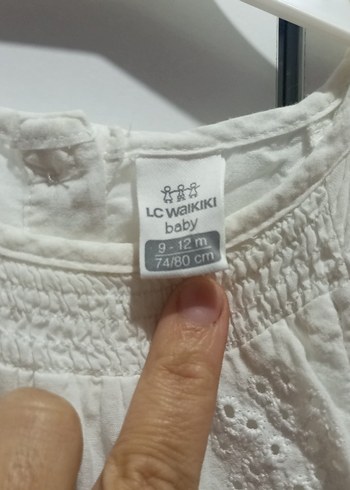 LC WAIKIKI
baby
9 - 12 m
74/80 cm